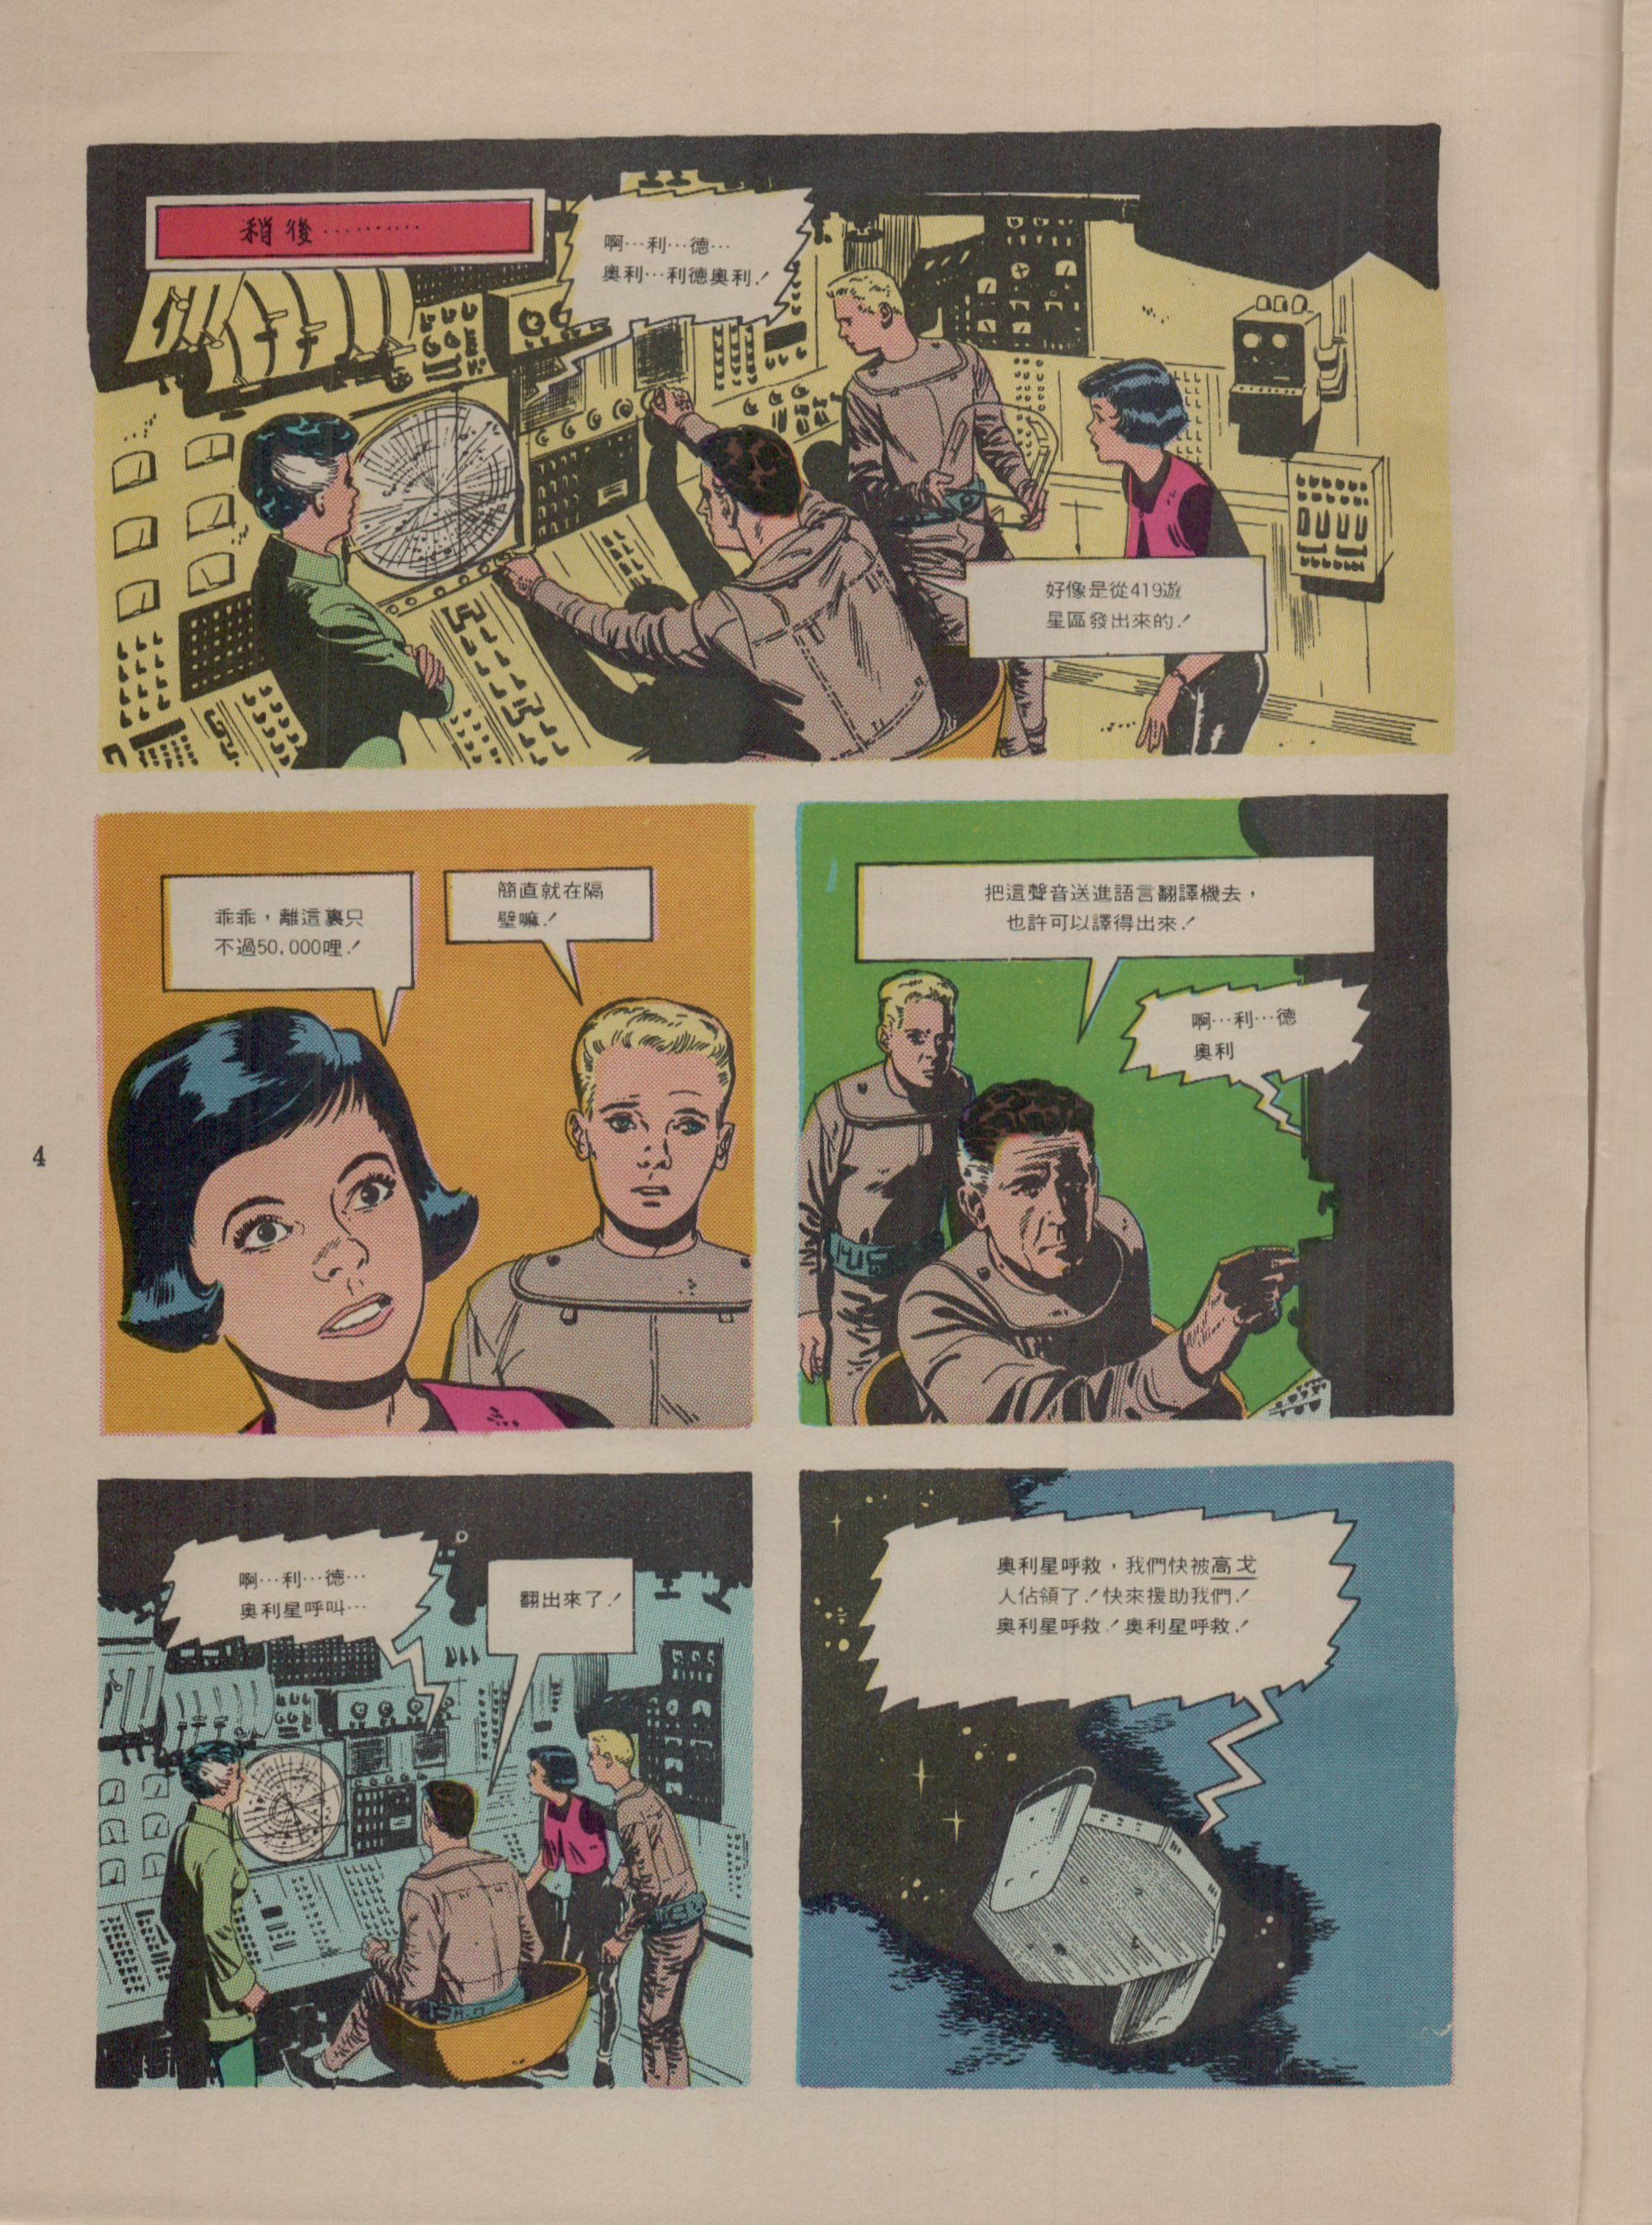 稍後⋯⋯⋯
啊⋯利⋯德⋯
奧利⋯利德奧利！
好像是從419遊
星區發出來的！
乖乖，離這裏只
不過50,000哩！
簡直就在隔
壁嘛！
把這聲音送進語言翻譯機去，
也許可以譯得出來！
啊⋯利⋯德
奧利
4
啊⋯利⋯德⋯
奧利星呼叫⋯
翻出來了！
奧利星呼救，我們快被高戈
人佔領了！快來援助我們！
奧利星呼救！奧利星呼救！